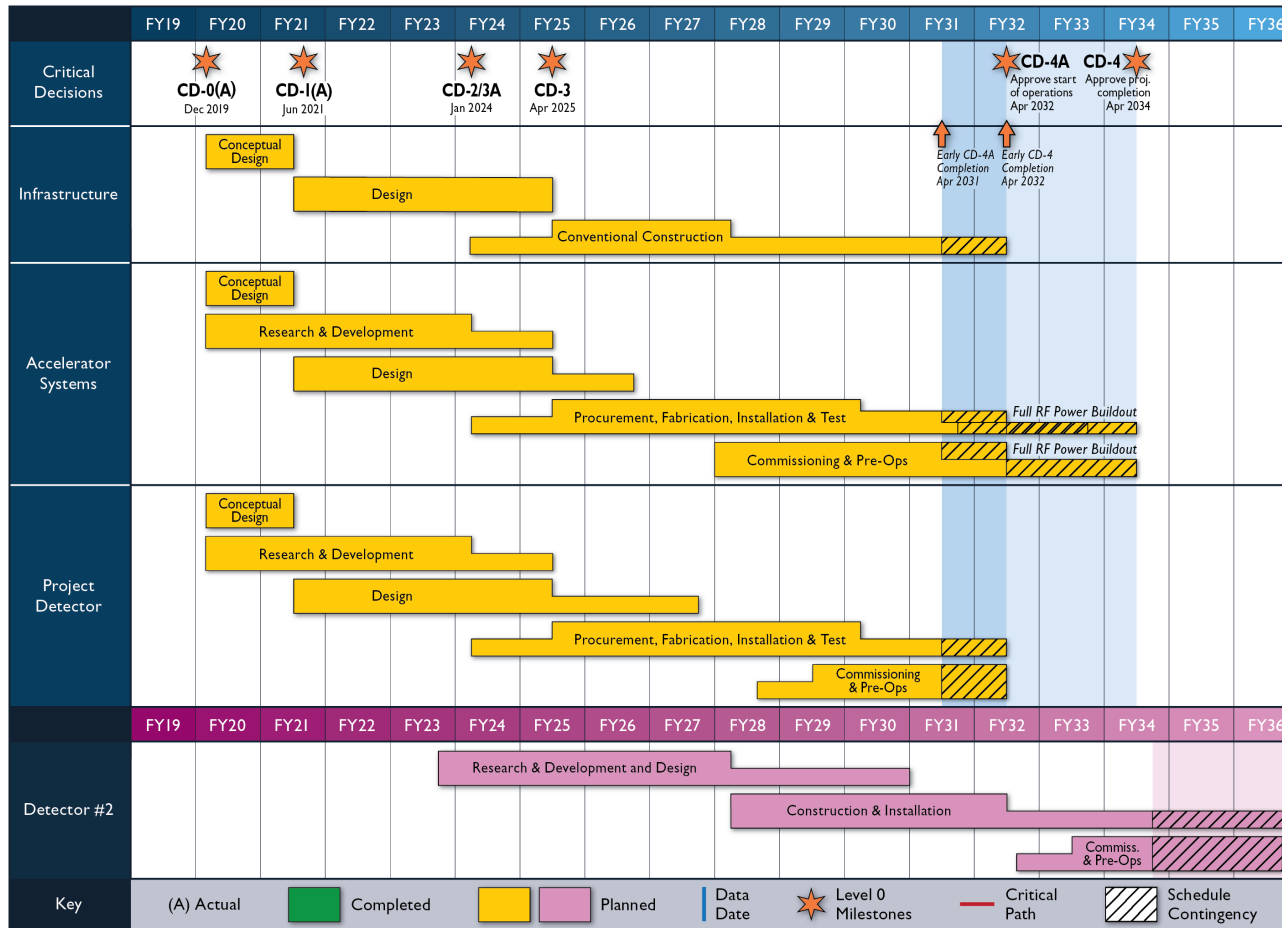 FY19 FY20 FY21 FY22 FY23 FY24 FY25 FY26 FY27 FY28 FY29 FY30 FY31 FY32 FY33 FY34 FY35 FY36
Critical
Decisions
CD-0(A)
Dec 2019
CD-1(A)
Jun 2021
CD-2/3A
Jan 2024
CD-3
Apr 2025
CD-4A
Approve start
of operations
Apr 2032
CD-4
Approve proj.
completion
Apr 2034
Infrastructure
Early CD-4A
Completion
Apr 2031
Early CD-4
Completion
Apr 2032
Conceptual
Design
Design
Conventional Construction
Accelerator
Systems
Conceptual
Design
Research & Development
Design
Procurement, Fabrication, Installation & Test
Full RF Power Buildout
Commissioning & Pre-Ops
Full RF Power Buildout
Project
Detector
Conceptual
Design
Research & Development
Design
Procurement, Fabrication, Installation & Test
Commissioning
& Pre-Ops
FY19 FY20 FY21 FY22 FY23 FY24 FY25 FY26 FY27 FY28 FY29 FY30 FY31 FY32 FY33 FY34 FY35 FY36
Detector #2
Research & Development and Design
Construction & Installation
Commiss.
& Pre-Ops
Key
(A) Actual
Completed
Planned
Data
Date
Level 0
Milestones
Critical
Path
Schedule
Contingency